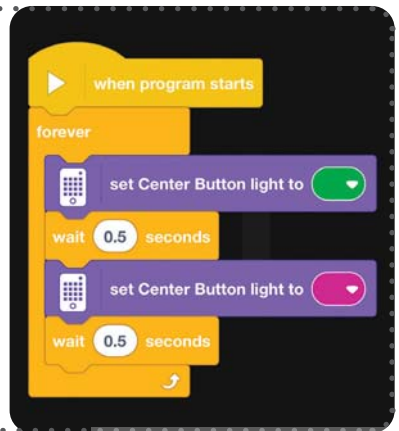 when program starts
forever
set Center Button light to
wait 0.5 seconds
set Center Button light to
wait 0.5 seconds